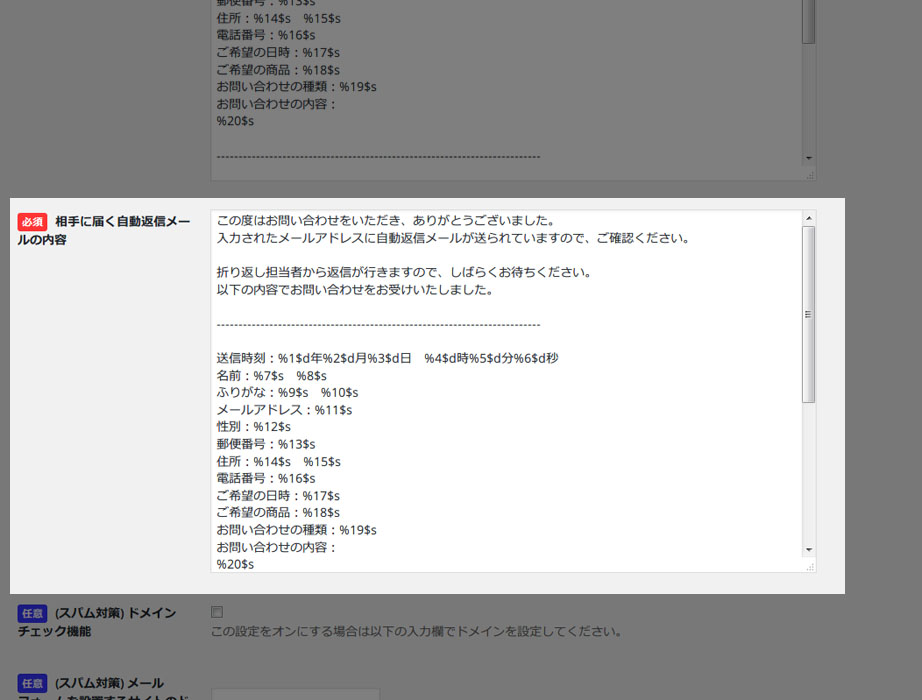 郵便番号：%13$s
住所：%14$s　%15$s
電話番号：%16$s
ご希望の日時：%17$s
ご希望の商品：%18$s
お問い合わせの種類：%19$s
お問い合わせの内容：
%20$s
--------------------------------------------------------------------------
必須 相手に届く自動返信メー
ルの内容
この度はお問い合わせをいただき、ありがとうございました。
入力されたメールアドレスに自動返信メールが送られていますので、ご確認ください。
折り返し担当者から返信が行きますので、しばらくお待ちください。
以下の内容でお問い合わせをお受けいたしました。
--------------------------------------------------------------------------
送信時刻：%1$d年%2$d月%3$d日　%4$d時%5$d分%6$d秒
名前：%7$s　%8$s
ふりがな：%9$s　%10$s
メールアドレス：%11$s
性別：%12$s
郵便番号：%13$s
住所：%14$s　%15$s
電話番号：%16$s
ご希望の日時：%17$s
ご希望の商品：%18$s
お問い合わせの種類：%19$s
お問い合わせの内容：
%20$s
任意 (スパム対策) ドメイン
チェック機能
この設定をオンにする場合は以下の入力欄でドメインを設定してください。
任意 (スパム対策) メール
フォームを設置するサイトのド